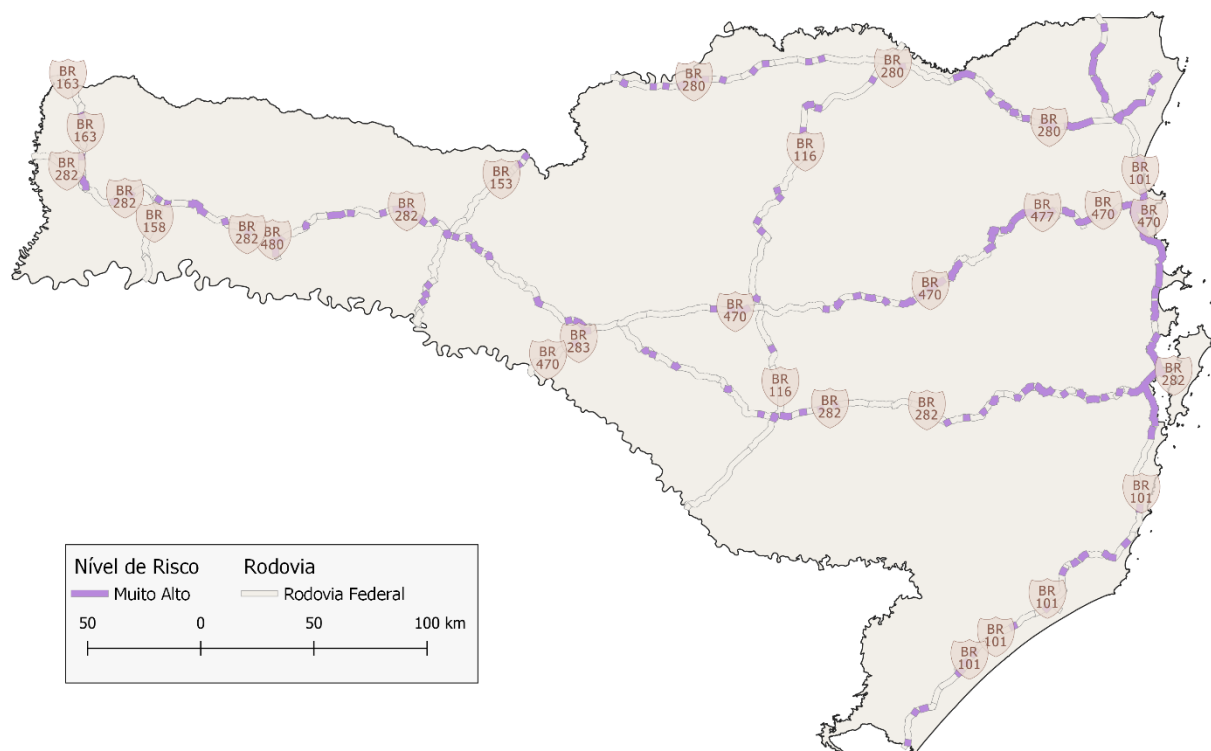 BR
280
BR
280
BR
163
BR
163
BR
280
BR
116
BR
282
BR
153
BR
101
BR
282
BR
158
BR
282
BR
477
BR
470
BR
470
BR
282
BR
480
BR
470
BR
470
BR
283
BR
470
BR
282
BR
116
BR
282
BR
282
BR
101
Nível de Risco
Rodovia
Muito Alto
Rodovia Federal
50
0
50
100 km
BR
101
BR
101
BR
101